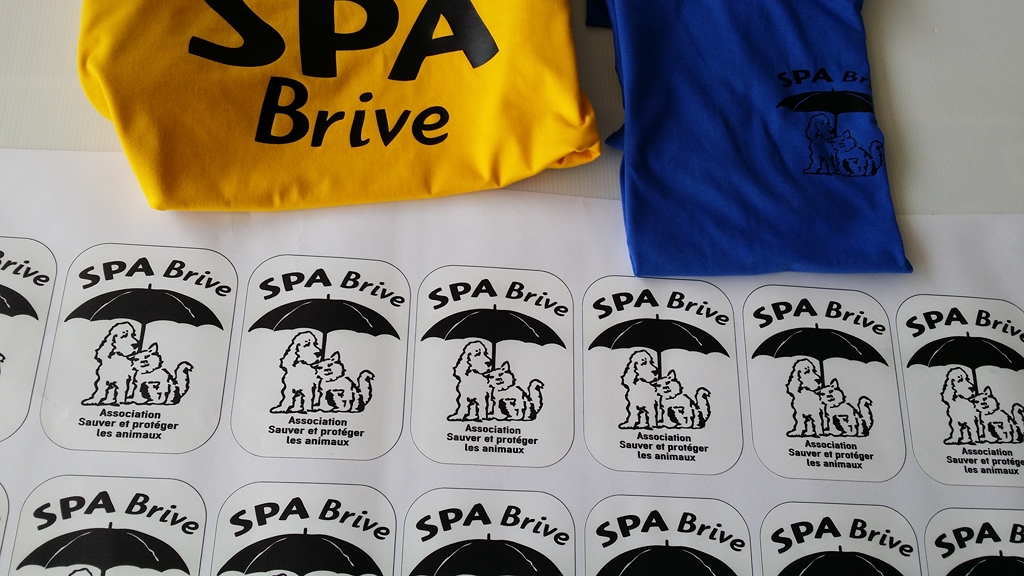 SPA
Brive
SPA
Brive
SPA Brive
Association
Sauver et protéger
les animaux
SPA Brive
Association
Sauver et protéger
les animaux
SPA Brive
Association
Sauver et protéger
les animaux
SPA Brive
Association
Sauver et protéger
les animaux
SPA Brive
Association
Sauver et protéger
les animaux
SPA Brive
Association
Sauver et protéger
les animaux
SPA Brive
SPA Brive
SPA Brive
SPA Brive
SPA Brive
SPA B